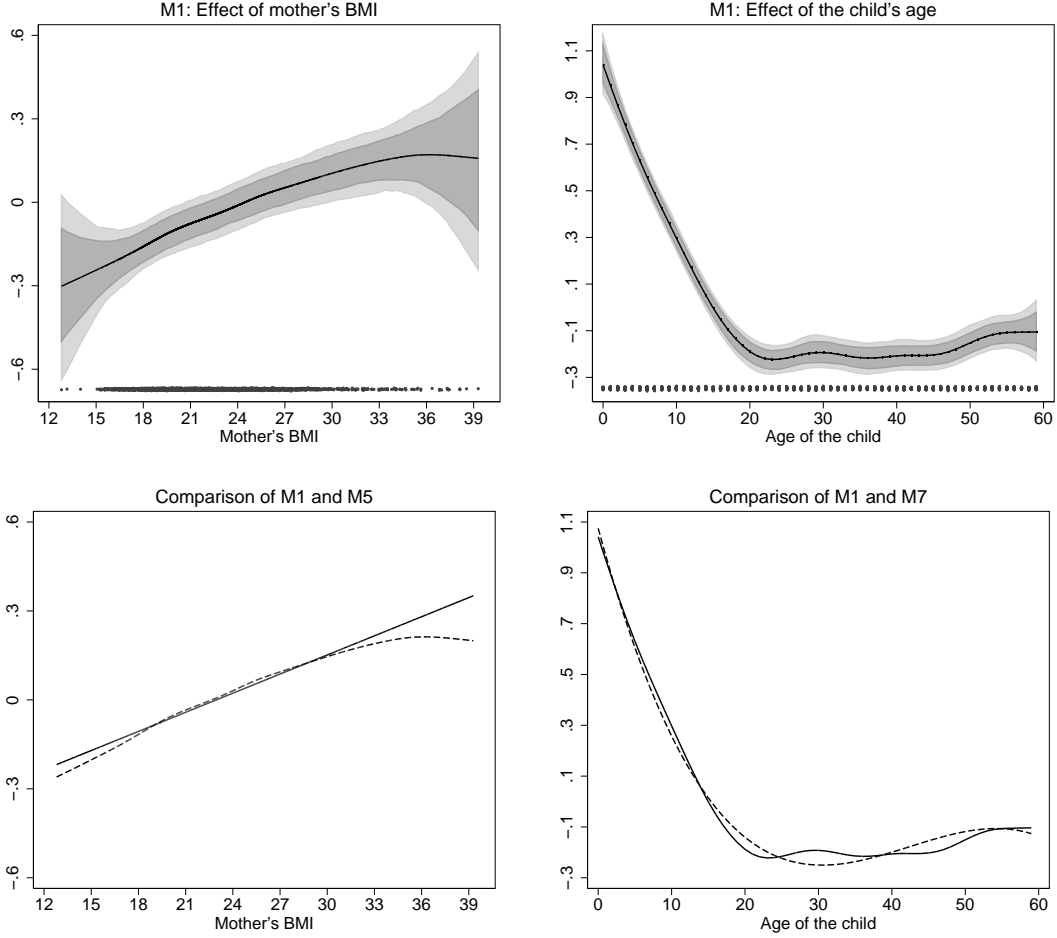 M1: Effect of mother's BMI
.6
.3
0
−.3
−.6
12 15 18 21 24 27 30 33 36 39
Mother's BMI
M1: Effect of the child's age
1.1
.9
.7
.5
.3
.1
−.1
−.3
0 10 20 30 40 50 60
Age of the child
Comparison of M1 and M5
.6
.3
0
−.3
−.6
12 15 18 21 24 27 30 33 36 39
Mother's BMI
Comparison of M1 and M7
1.1
.9
.7
.5
.3
.1
−.1
−.3
0 10 20 30 40 50 60
Age of the child